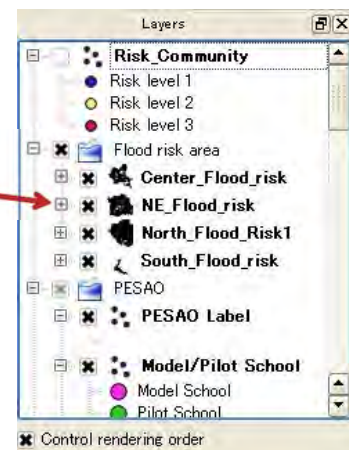 Layers
Risk_Community
Risk level 1
Risk level 2
Risk level 3
Flood risk area
Center_Flood_risk
NE_Flood_risk
North_Flood_Risk1
South_Flood_risk
PESAO
PESAO Label
Model/Pilot School
Model School
Pilot School
Control rendering order